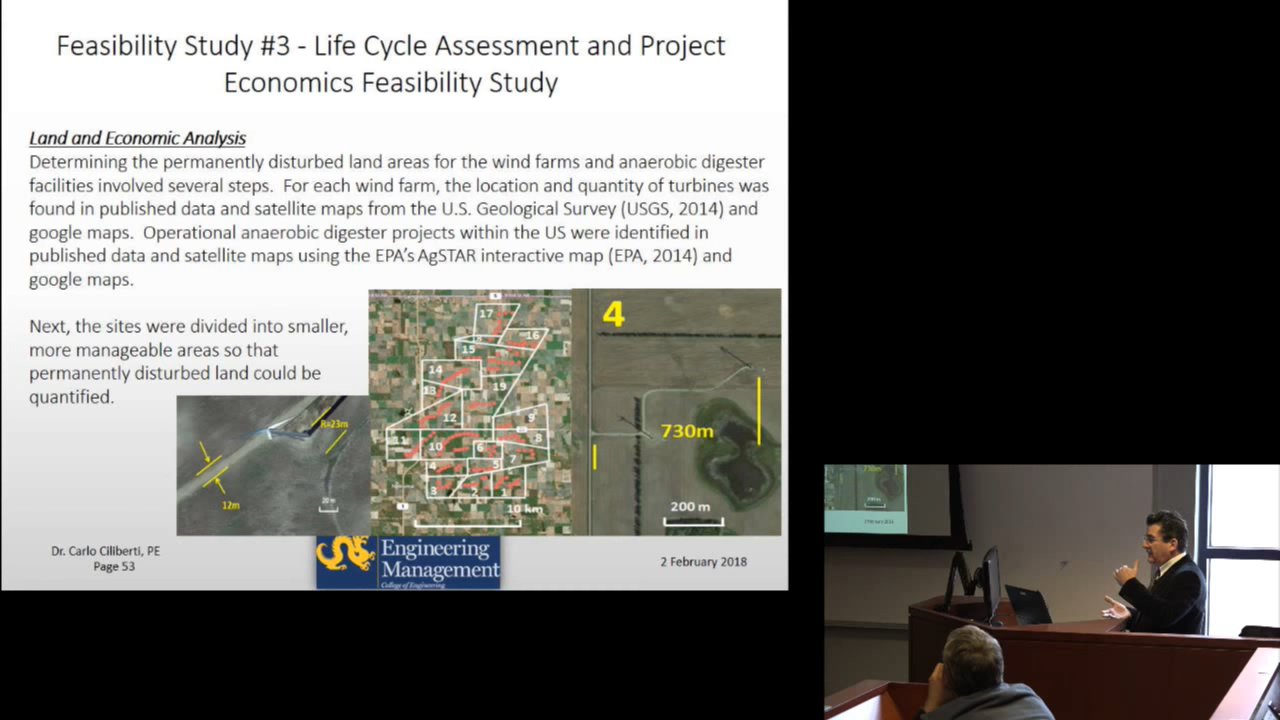 Feasibility Study #3 - Life Cycle Assessment and Project
Economics Feasibility Study
Land and Economic Analysis
Determining the permanently disturbed land areas for the wind farms and anaerobic digester
facilities involved several steps. For each wind farm, the location and quantity of turbines was
found in published data and satellite maps from the U.S. Geological Survey (USGS, 2014) and
google maps. Operational anaerobic digester projects within the US were identified in
published data and satellite maps using the EPA's AgSTAR interactive map (EPA, 2014) and
google maps.
Next, the sites were divided into smaller,
more manageable areas so that
permanently disturbed land could be
quantified.
R=23m
12m
20 m
17
16
15
14
13
19
12
9
11
10
6
8
7
4
5
3
2
10 km
4
730m
200 m
Dr. Carlo Ciliberti, PE
Page 53
Engineering
Management
College of Engineering
2 February 2018